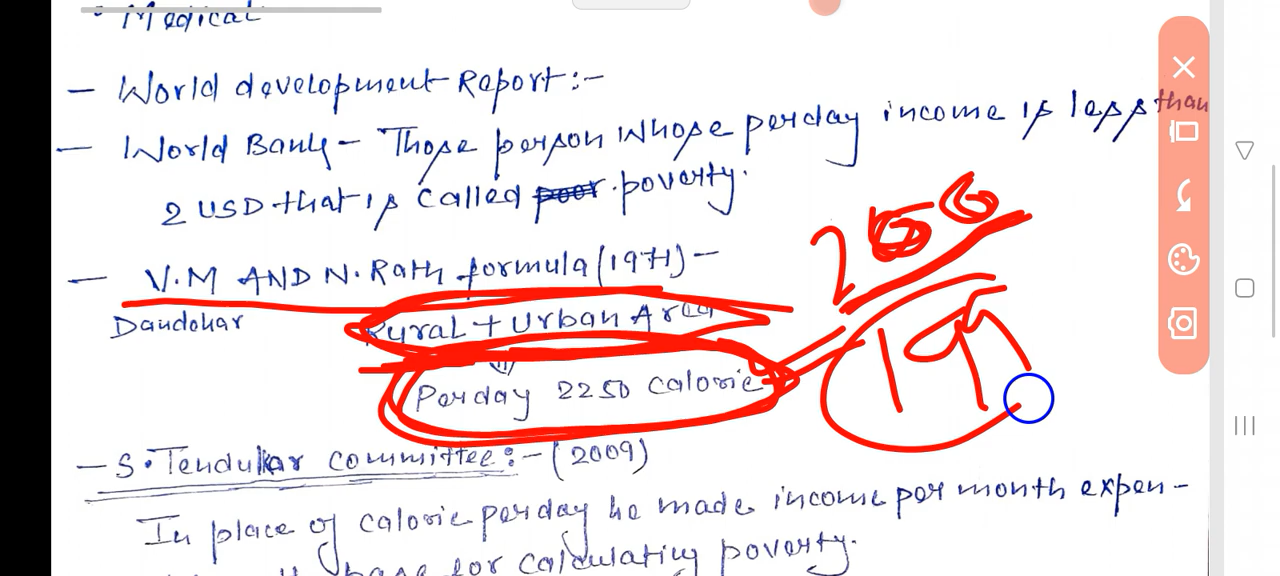 • Medical
– World development Report:–
– World Bank – Those person whose perday income is less than
2 USD that is called poor. poverty.
– V.M AND N. Rath formula (1971) –
Dandekar Rural + Urban Area
Perday 2250 calorie
– S. Tendulkar committee:– (2009)
In place of calorie perday he made income per month expen–
base for calculating poverty.